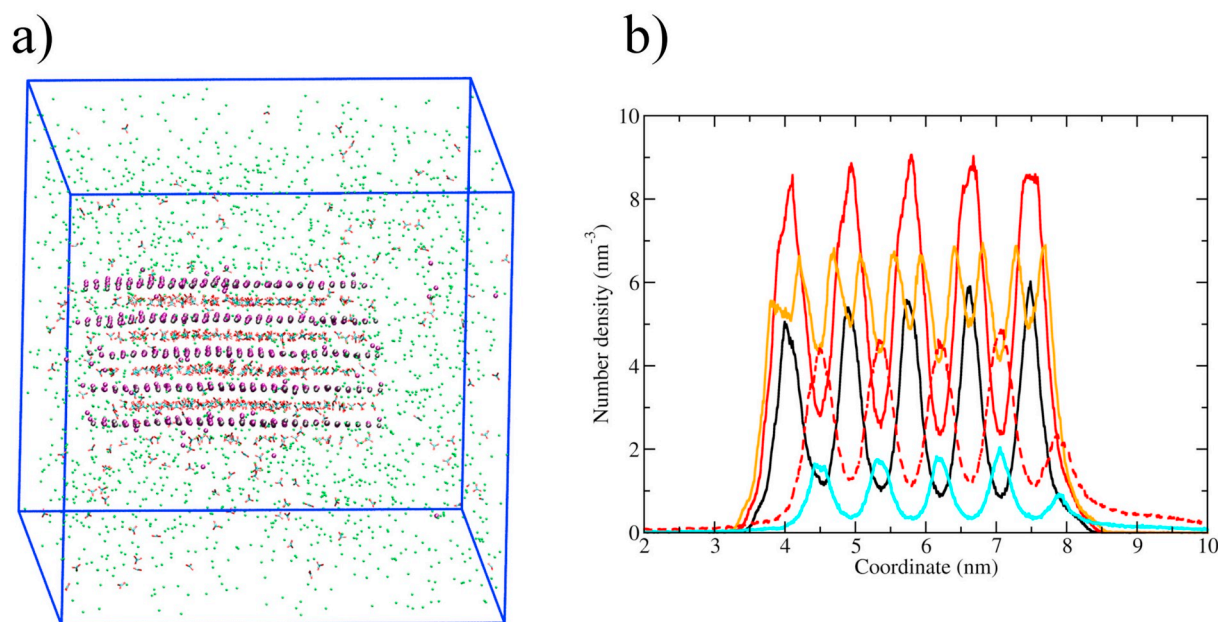 a)
b)
Number density (nm⁻³)
10
8
6
4
2
0
2 3 4 5 6 7 8 9 10
Coordinate (nm)